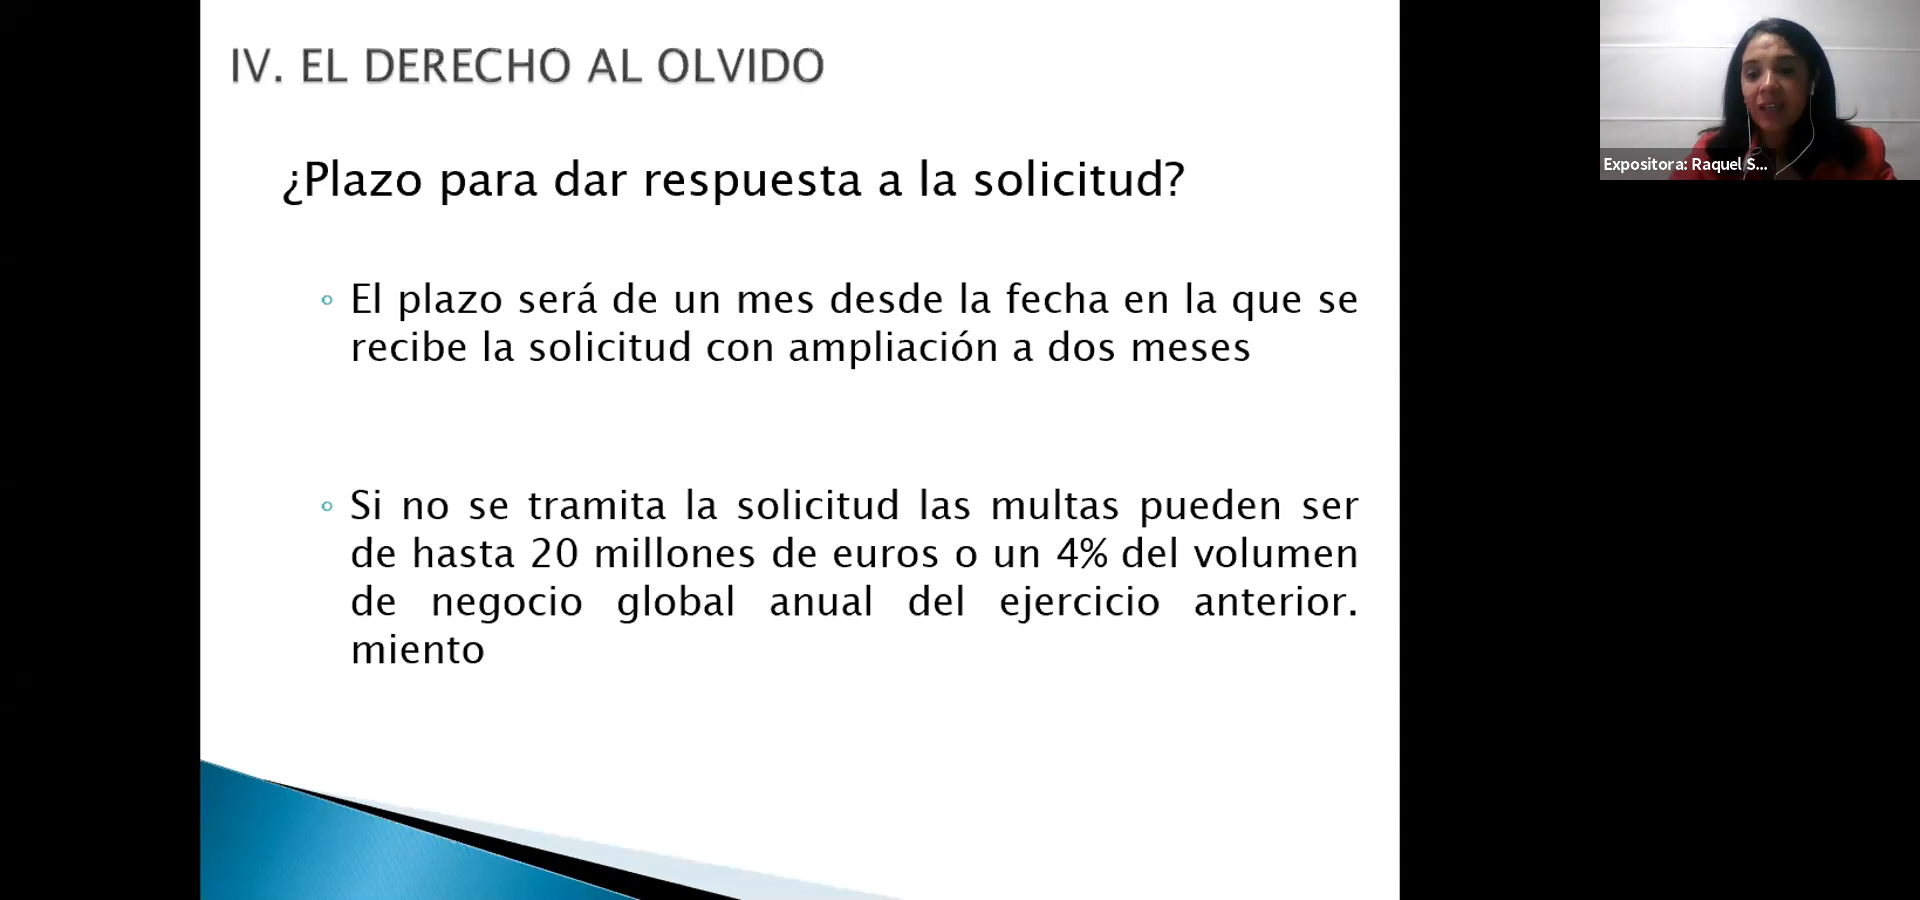 IV. EL DERECHO AL OLVIDO
¿Plazo para dar respuesta a la solicitud?
El plazo será de un mes desde la fecha en la que se
recibe la solicitud con ampliación a dos meses
Si no se tramita la solicitud las multas pueden ser
de hasta 20 millones de euros o un 4% del volumen
de negocio global anual del ejercicio anterior.
miento
Expositora: Raquel S...